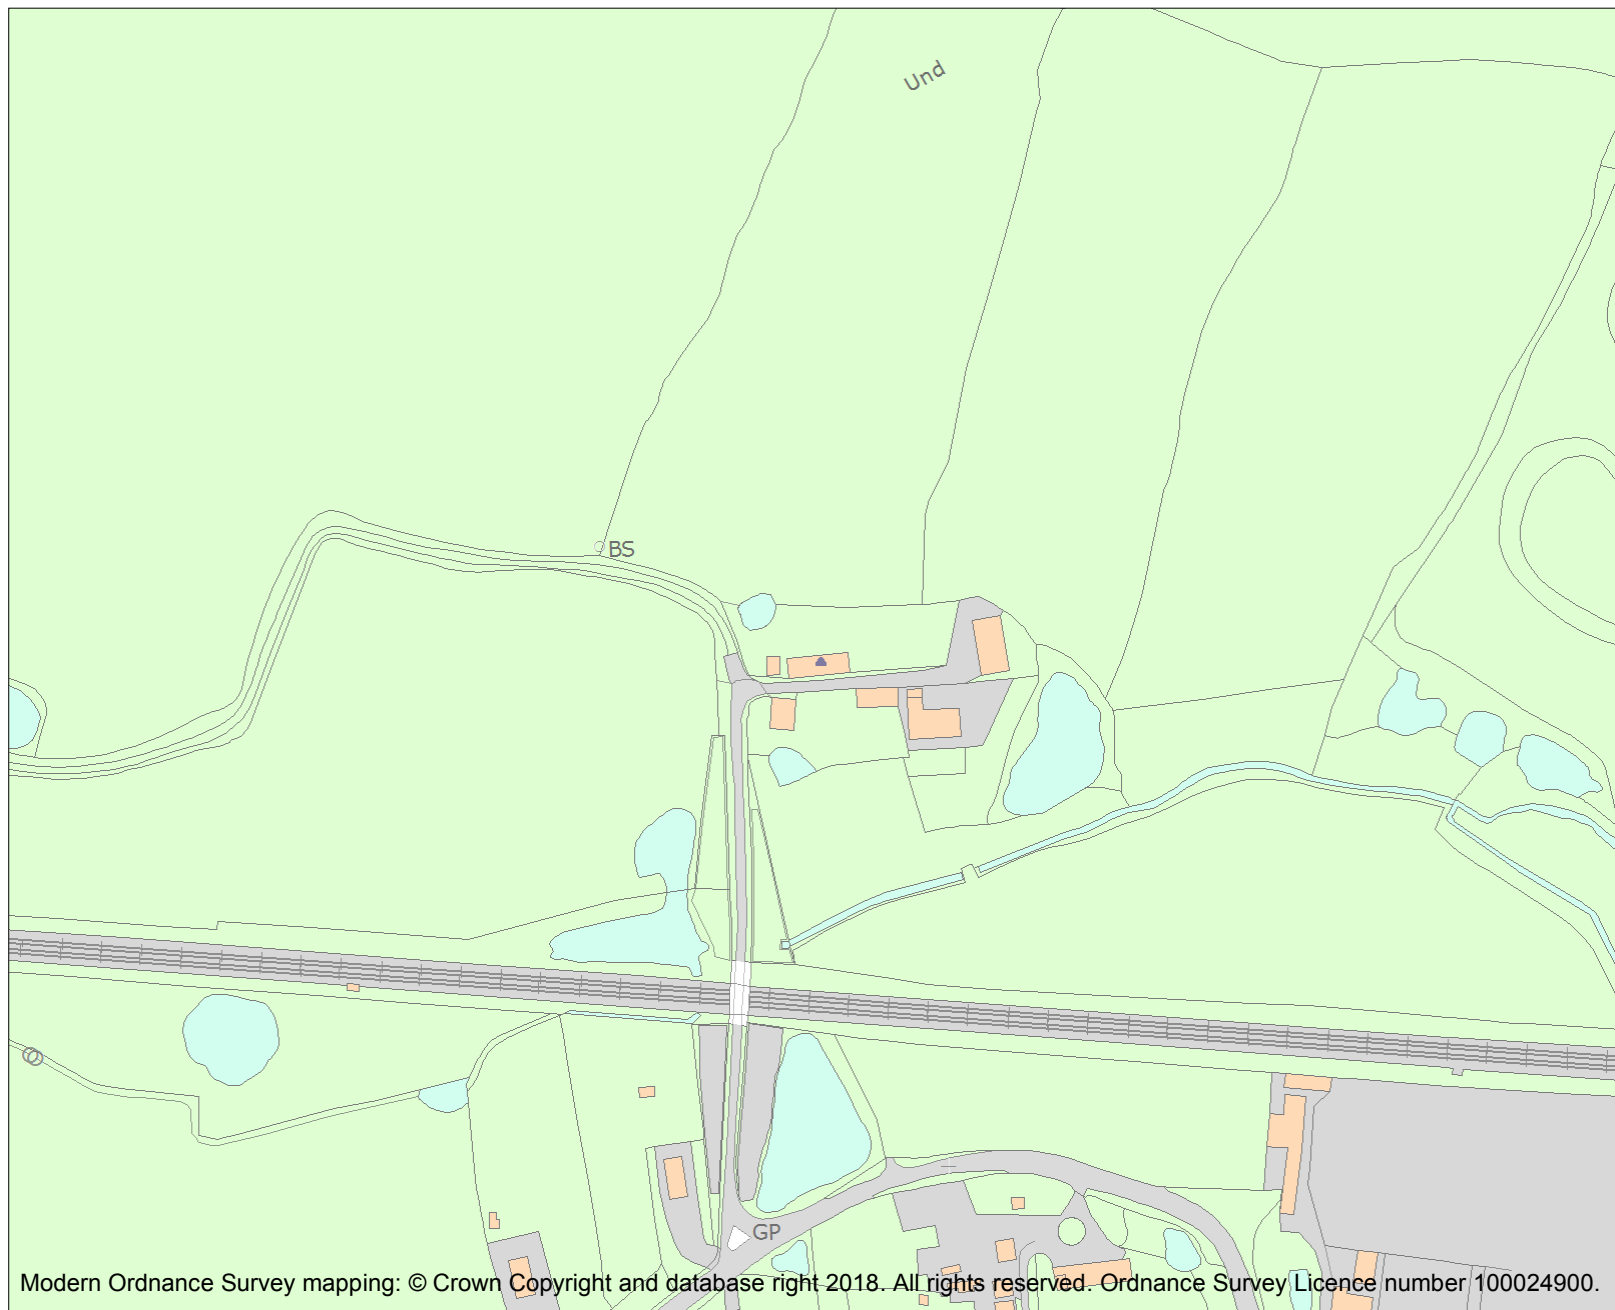 Und
BS
GP
Modern Ordnance Survey mapping: © Crown Copyright and database right 2018. All rights reserved. Ordnance Survey Licence number 100024900.